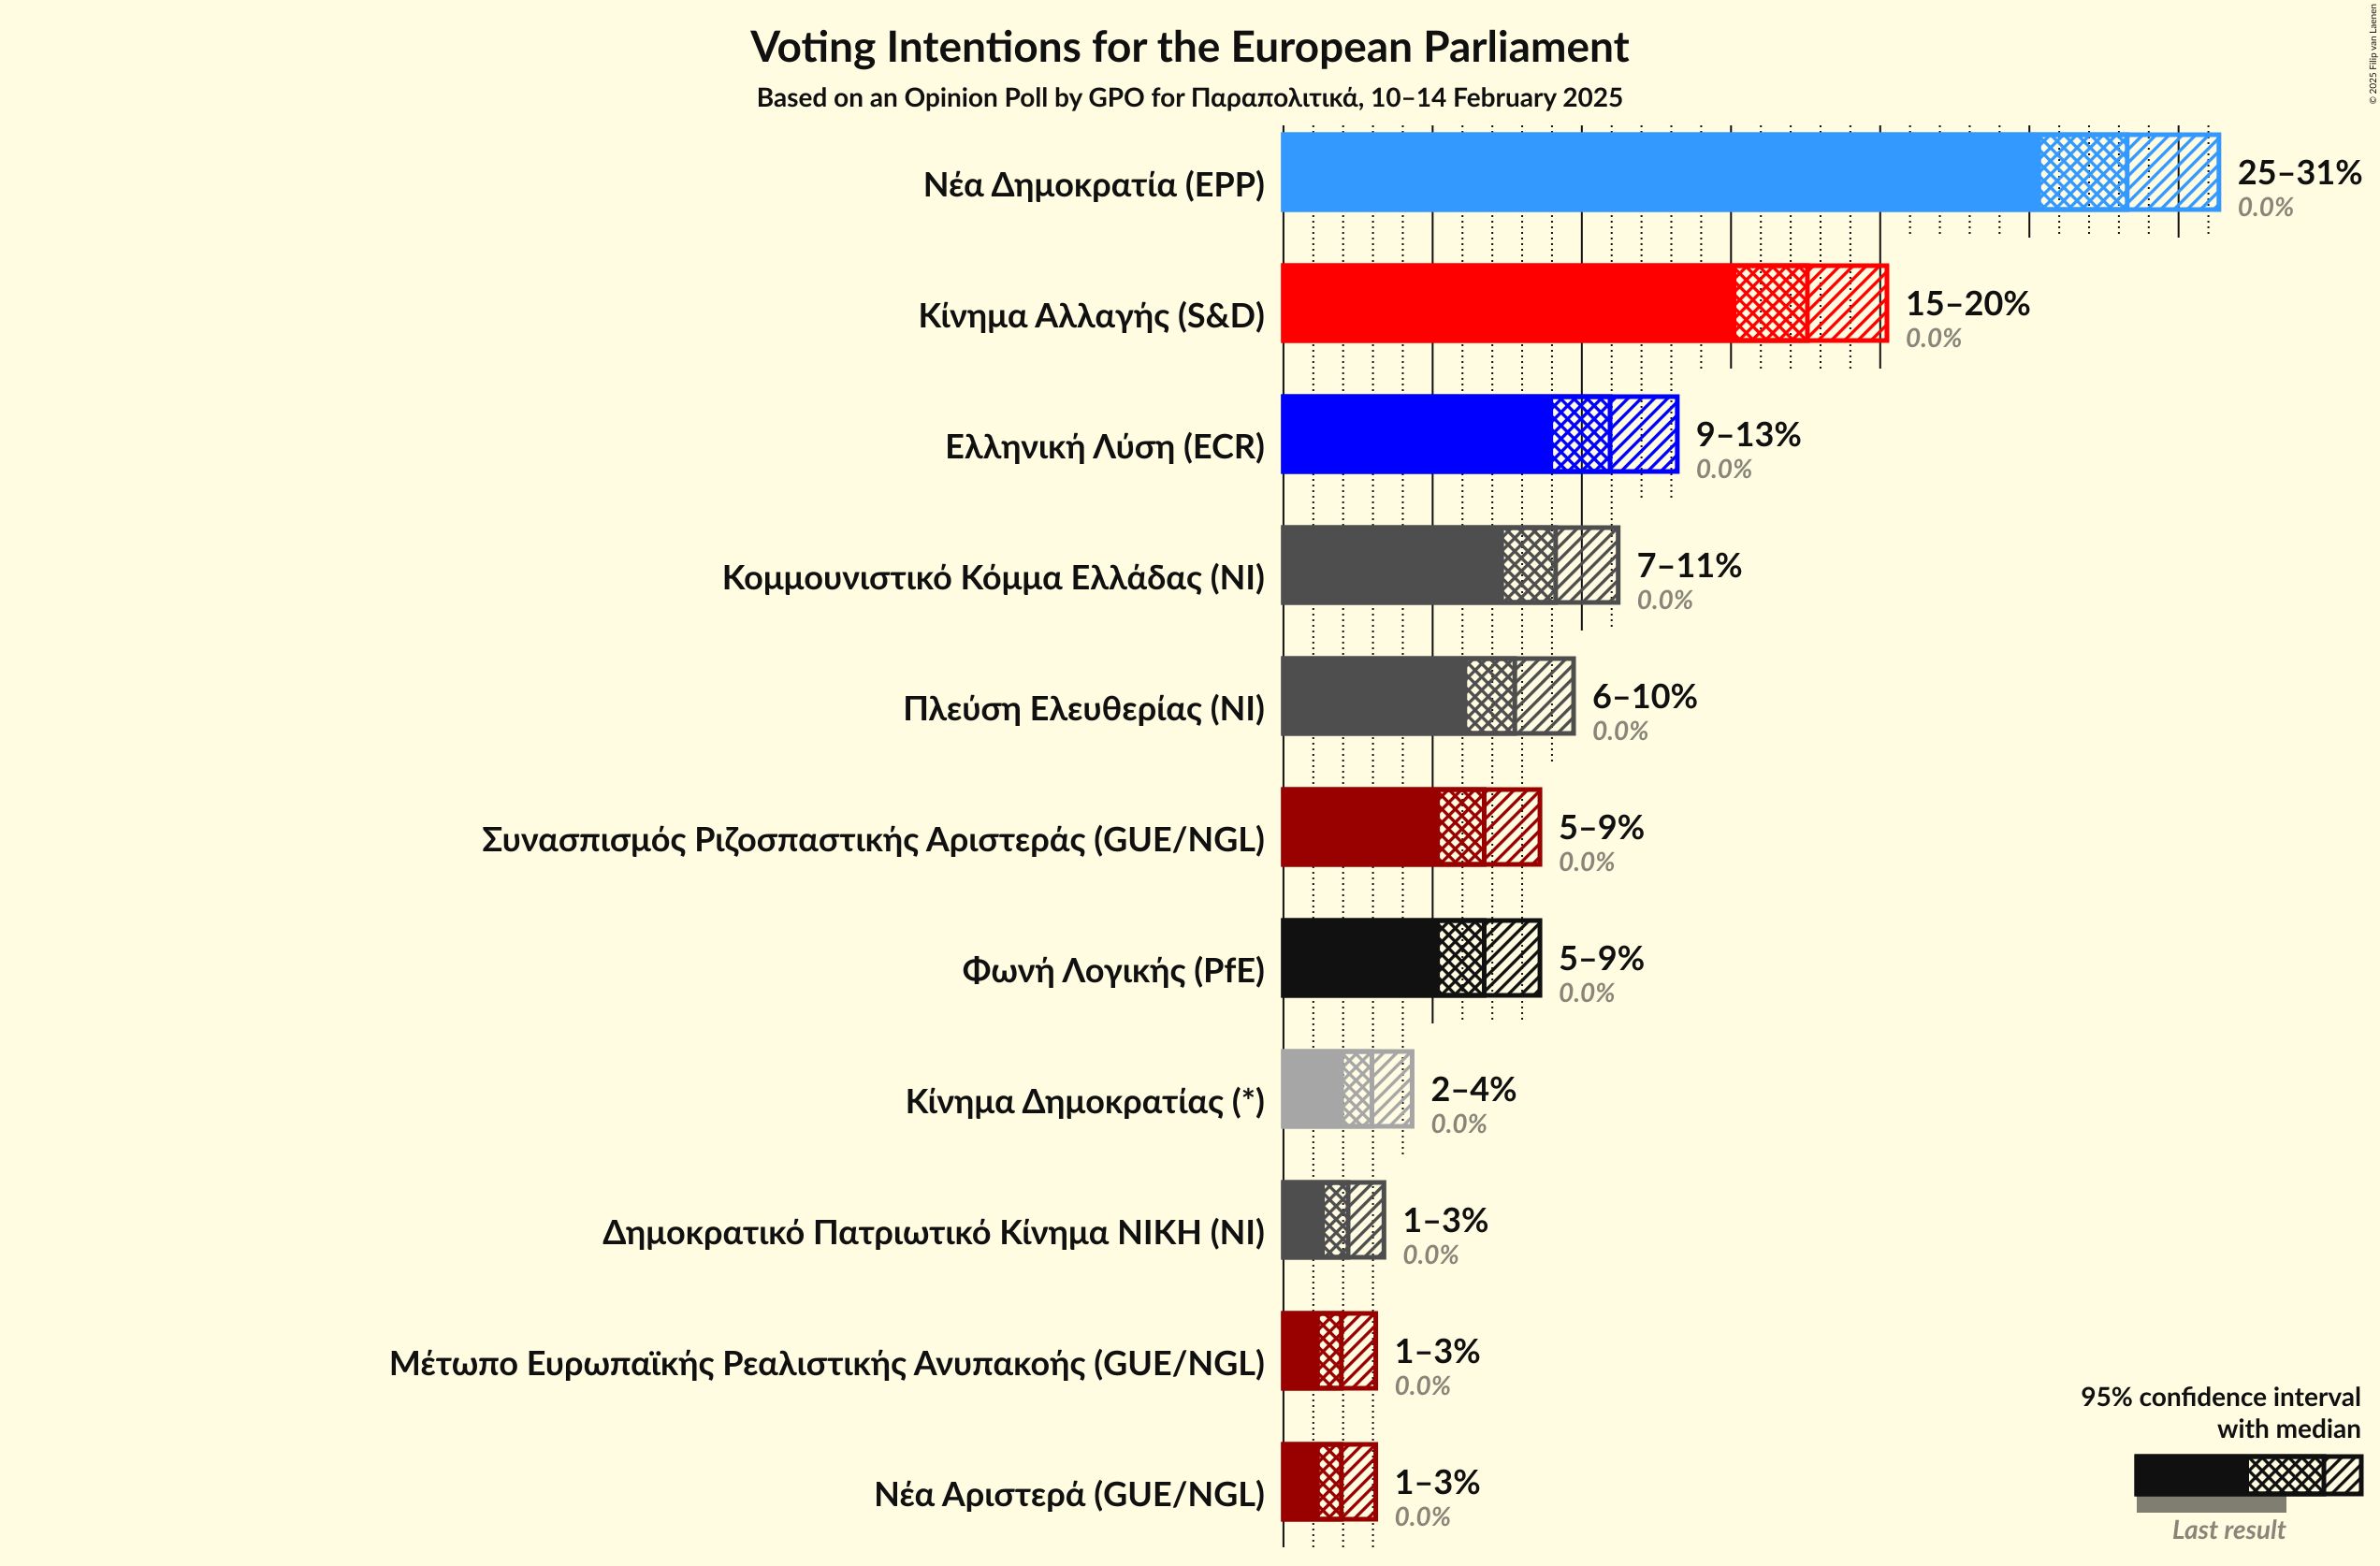 Voting Intentions for the European Parliament
Based on an Opinion Poll by GPO for Παραπολιτικά, 10–14 February 2025
© 2025 Filip van Laenen
Νέα Δημοκρατία (EPP)
25–31%
0.0%
Κίνημα Αλλαγής (S&D)
15–20%
0.0%
Ελληνική Λύση (ECR)
9–13%
0.0%
Κομμουνιστικό Κόμμα Ελλάδας (NI)
7–11%
0.0%
Πλεύση Ελευθερίας (NI)
6–10%
0.0%
Συνασπισμός Ριζοσπαστικής Αριστεράς (GUE/NGL)
5–9%
0.0%
Φωνή Λογικής (PfE)
5–9%
0.0%
Κίνημα Δημοκρατίας (*)
2–4%
0.0%
Δημοκρατικό Πατριωτικό Κίνημα ΝΙΚΗ (NI)
1–3%
0.0%
Μέτωπο Ευρωπαϊκής Ρεαλιστικής Ανυπακοής (GUE/NGL)
1–3%
0.0%
Νέα Αριστερά (GUE/NGL)
1–3%
0.0%
95% confidence interval
with median
Last result